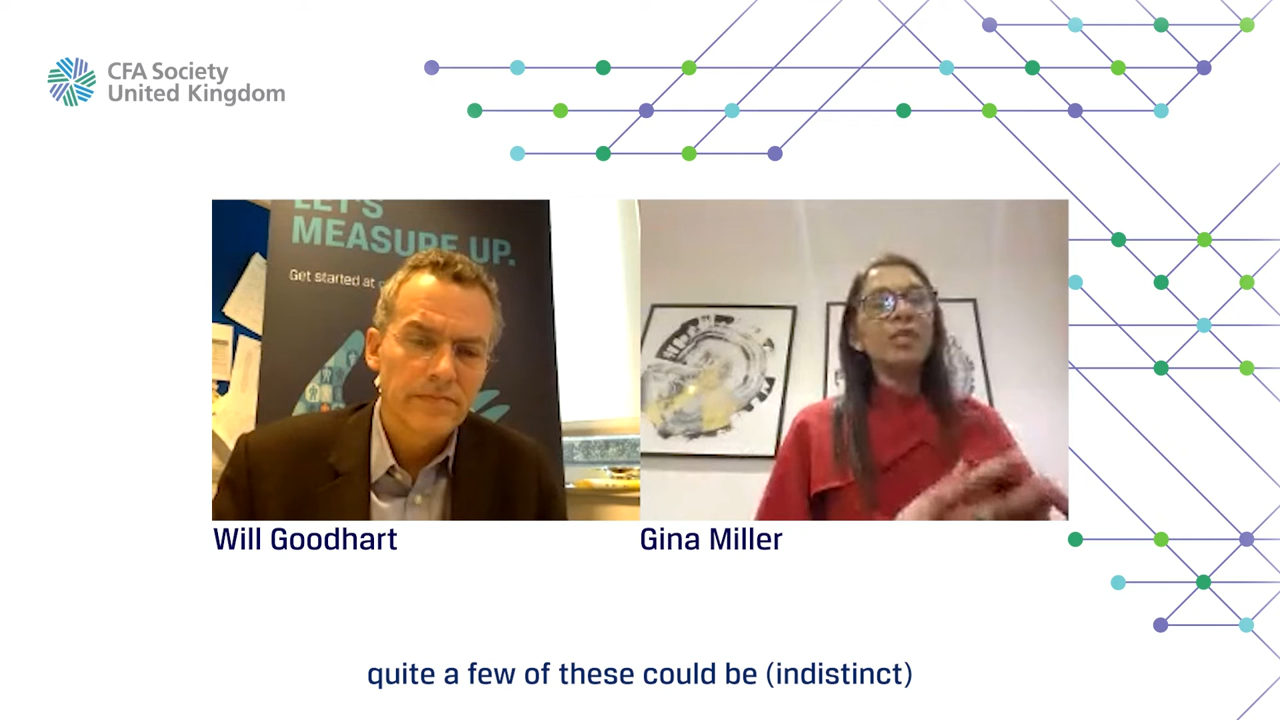 CFA Society
United Kingdom
LET'S
MEASURE UP.
Get started at
Will Goodhart
Gina Miller
quite a few of these could be (indistinct)